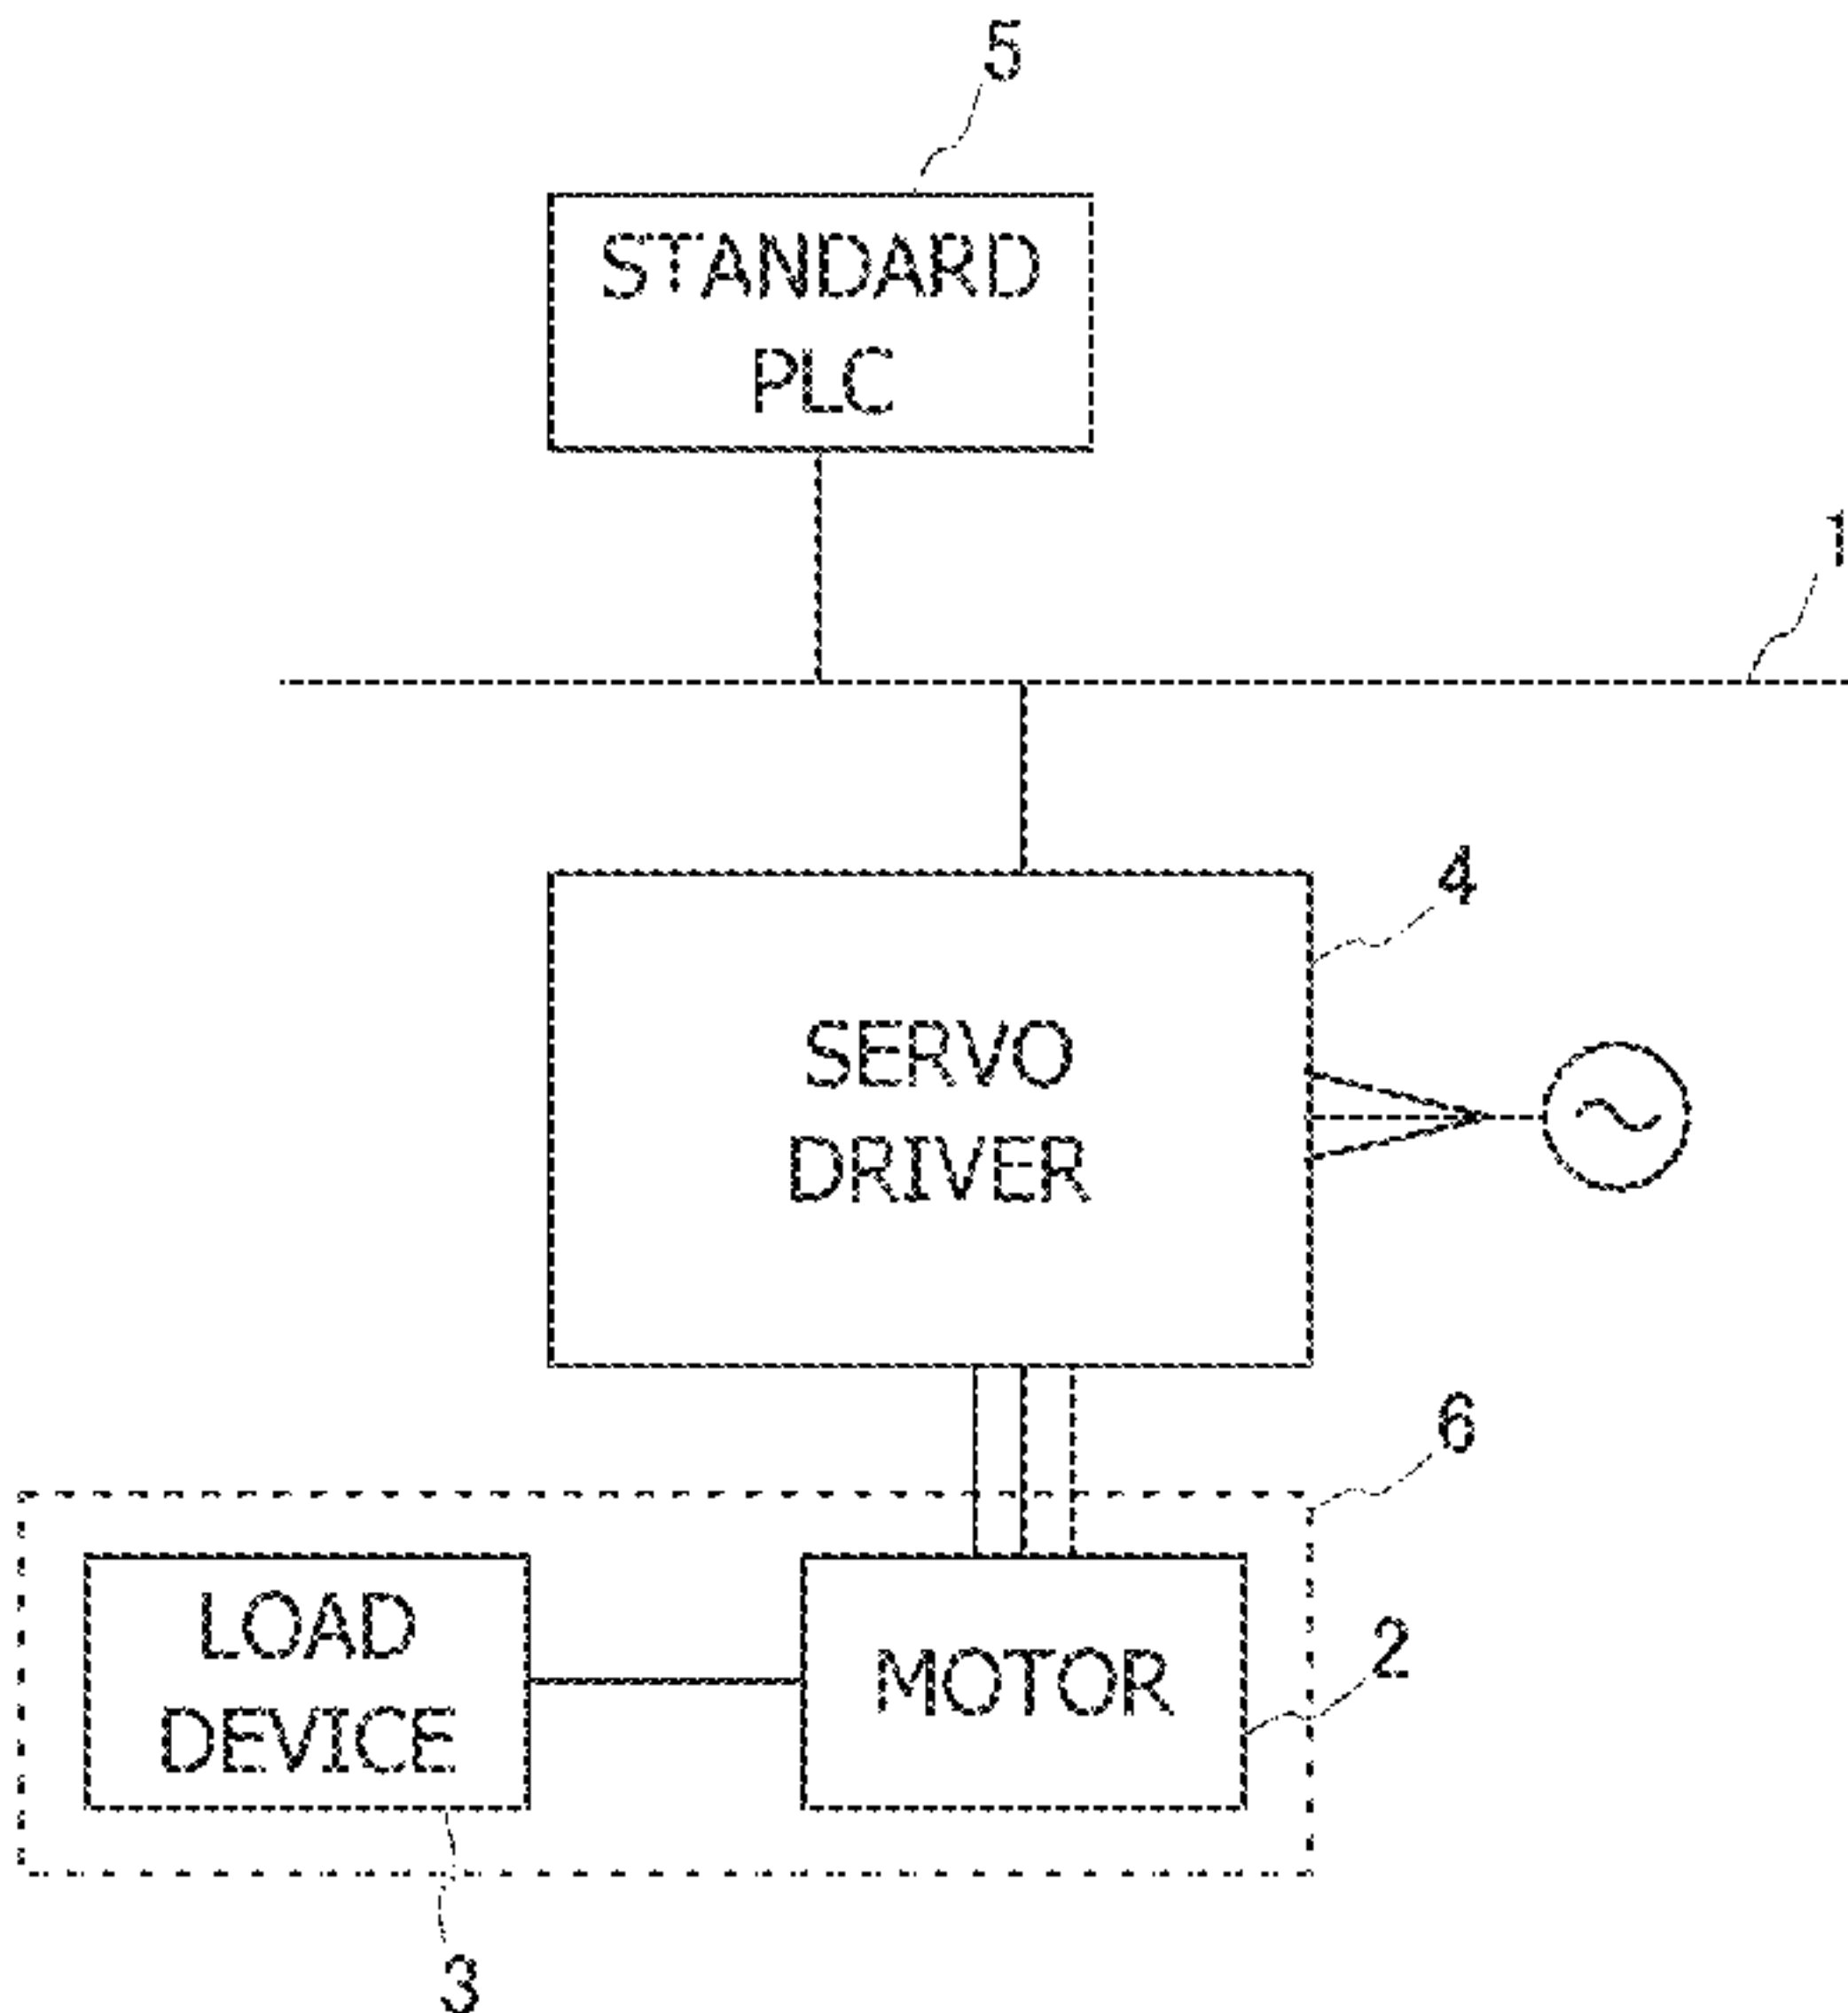 5
STANDARD
PLC
1
4
SERVO
DRIVER
6
LOAD
DEVICE
MOTOR
2
3